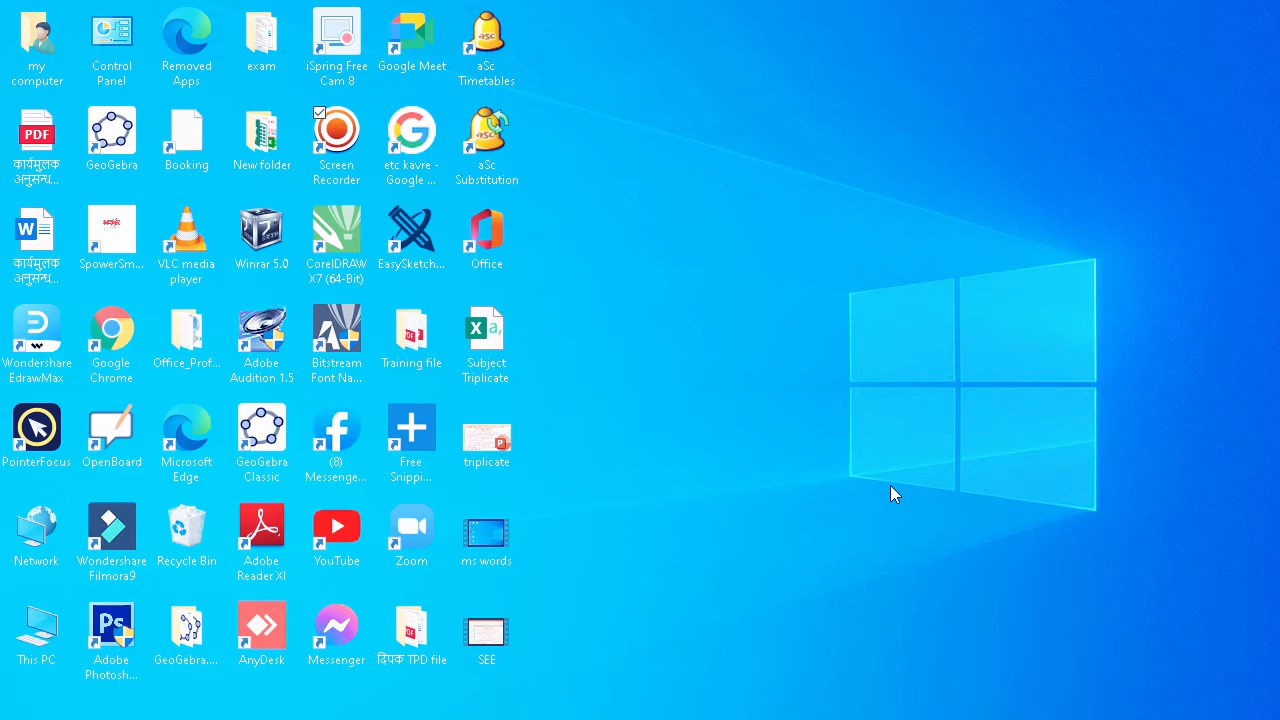 my
computer
Control
Panel
Removed
Apps
exam
iSpring Free
Cam 8
Google Meet
aSc
Timetables
PDF
कार्यमुलक
अनुसन्ध...
GeoGebra
Booking
New folder
Screen
Recorder
etc kavre -
Google ...
aSc
Substitution
कार्यमुलक
अनुसन्ध...
SpowerSm...
VLC media
player
Winrar 5.0
CorelDRAW
X7 (64-Bit)
EasySketch...
Office
Wondershare
EdrawMax
Google
Chrome
Office_Prof...
Adobe
Audition 1.5
Bitstream
Font Na...
Training file
Subject
Triplicate
PointerFocus
OpenBoard
Microsoft
Edge
GeoGebra
Classic
(8)
Messenge...
Free
Snippi...
triplicate
Network
Wondershare
Filmora9
Recycle Bin
Adobe
Reader XI
YouTube
Zoom
ms words
This PC
Ps
Adobe
Photosh...
GeoGebra....
AnyDesk
Messenger
दिपक TPD file
SEE